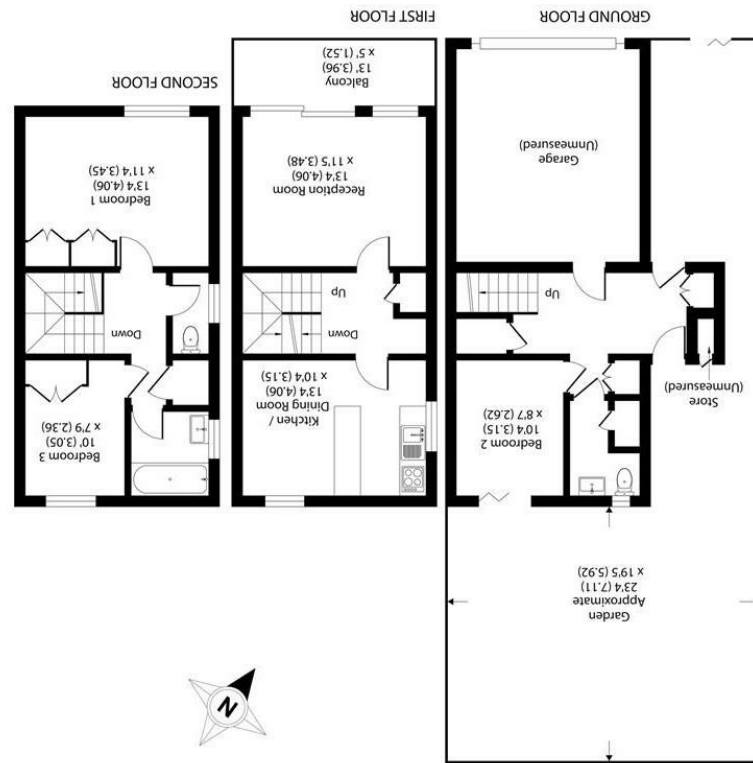 N
Garden
Approximate
23'4 (7.11)
x 19'5 (5.92)
Bedroom 2
10'4 (3.15)
x 8'7 (2.62)
Store
(Unmeasured)
Up
Garage
(Unmeasured)
GROUND FLOOR
Kitchen /
Dining Room
13'4 (4.06)
x 10'4 (3.15)
Down
Up
Reception Room
13'4 (4.06)
x 11'5 (3.48)
Balcony
13' (3.96)
x 5' (1.52)
FIRST FLOOR
Bedroom 3
10' (3.05)
x 7'9 (2.36)
Down
Bedroom 1
13'4 (4.06)
x 11'4 (3.45)
SECOND FLOOR